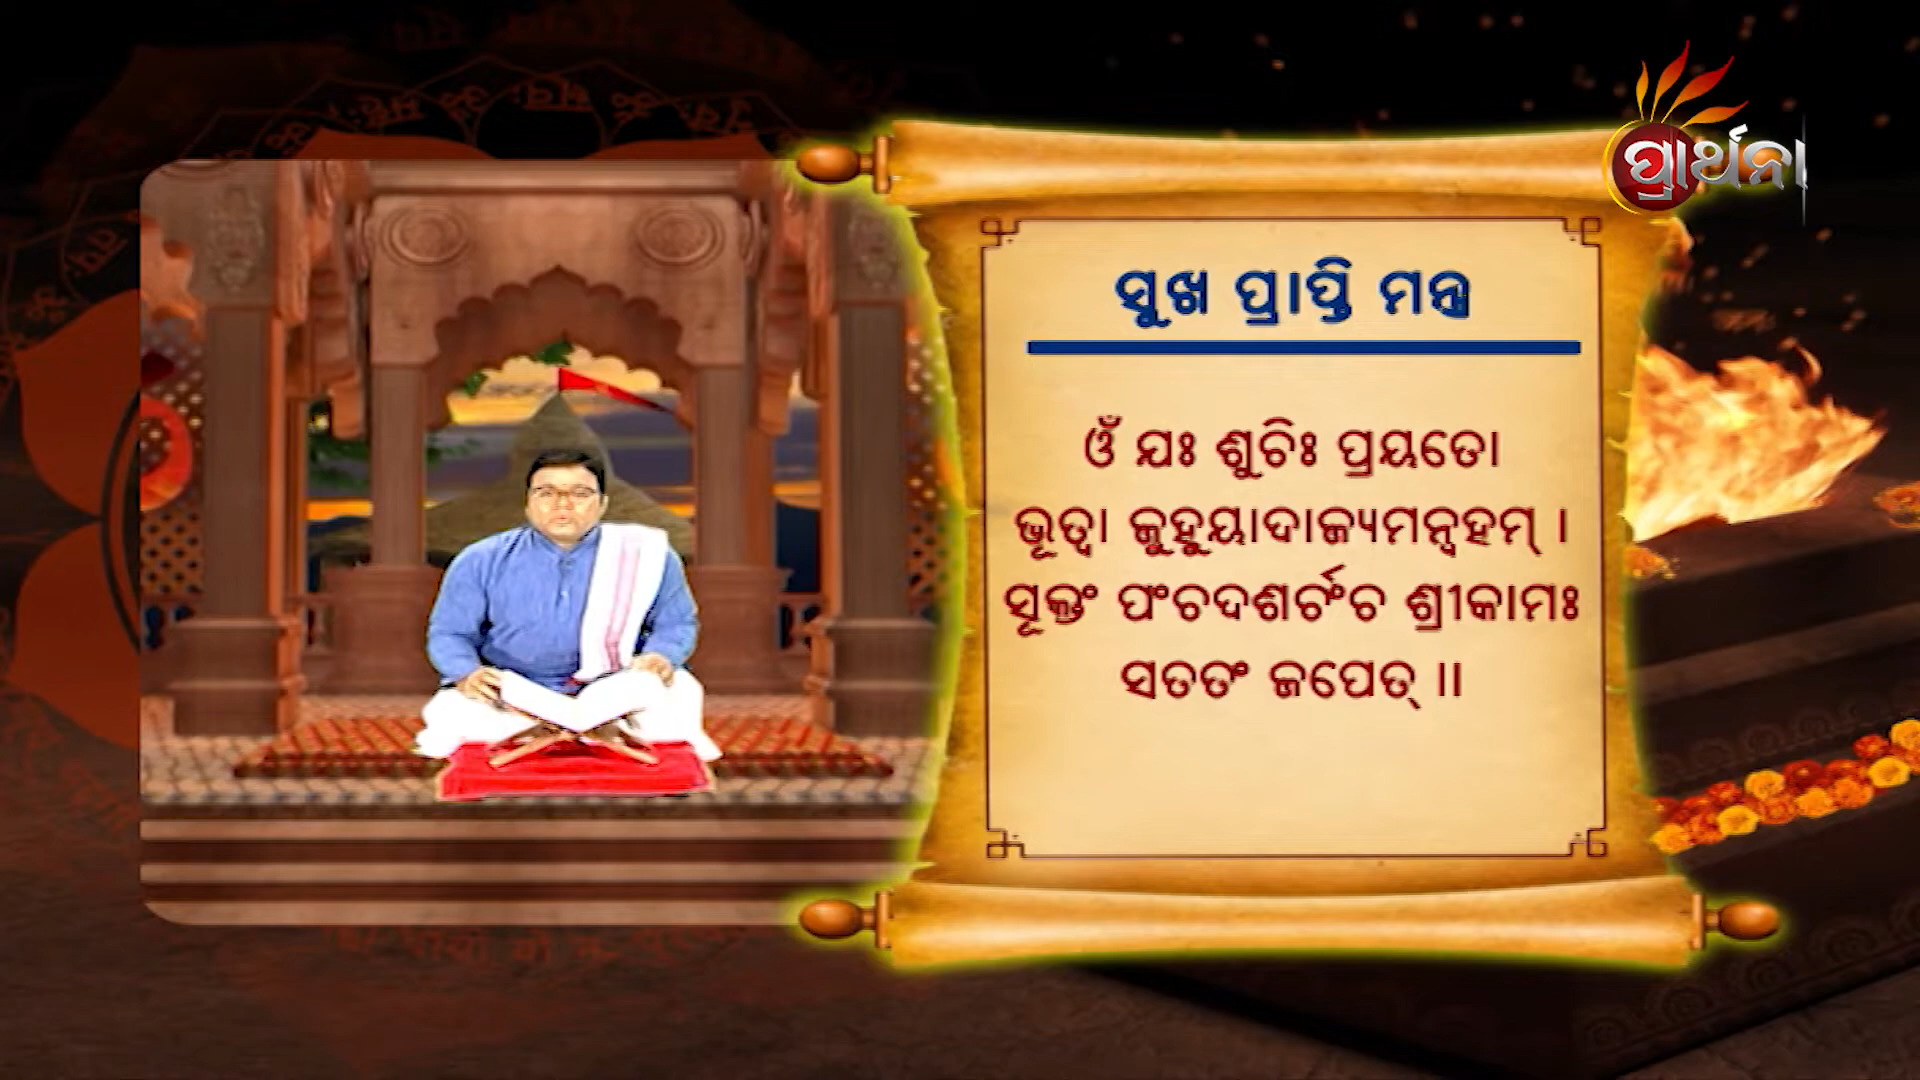 ପ୍ରାର୍ଥନା
ସୁଖ ପ୍ରାପ୍ତି ମନ୍ତ୍ର
ଓଁ ଯଃ ଶୁଚିଃ ପ୍ରୟତୋ
ଭୂତ୍ୱା କୁହୁୟାଦାଜ୍ୟମନ୍ୱହମ୍ ।
ସୂକ୍ତଂ ପଂଚଦଶର୍ଚଂଚ ଶ୍ରୀକାମଃ
ସତତଂ ଜପେତ୍ ।।